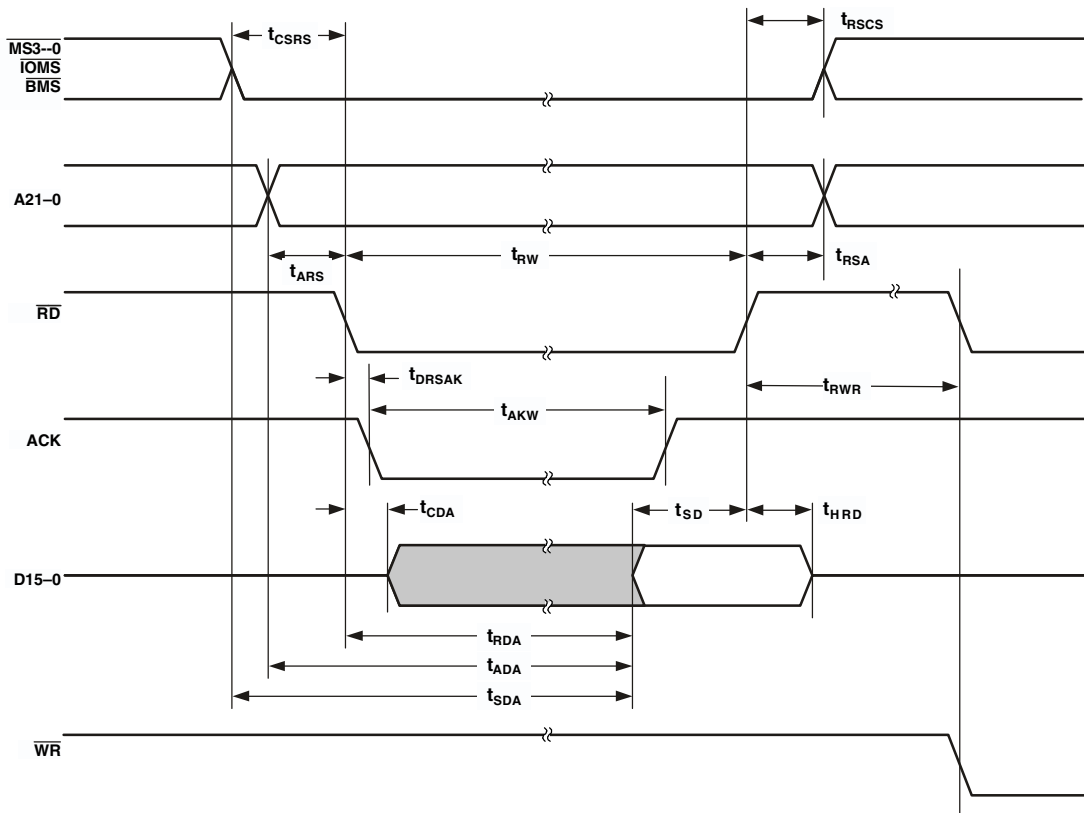 tCSRS
tRSCS
MS3--0
IOMS
BMS
A21–0
tARS
tRW
tRSA
RD
tDRSAK
tAKW
tRWR
ACK
tCDA
tSD
tHRD
D15–0
tRDA
tADA
tSDA
WR